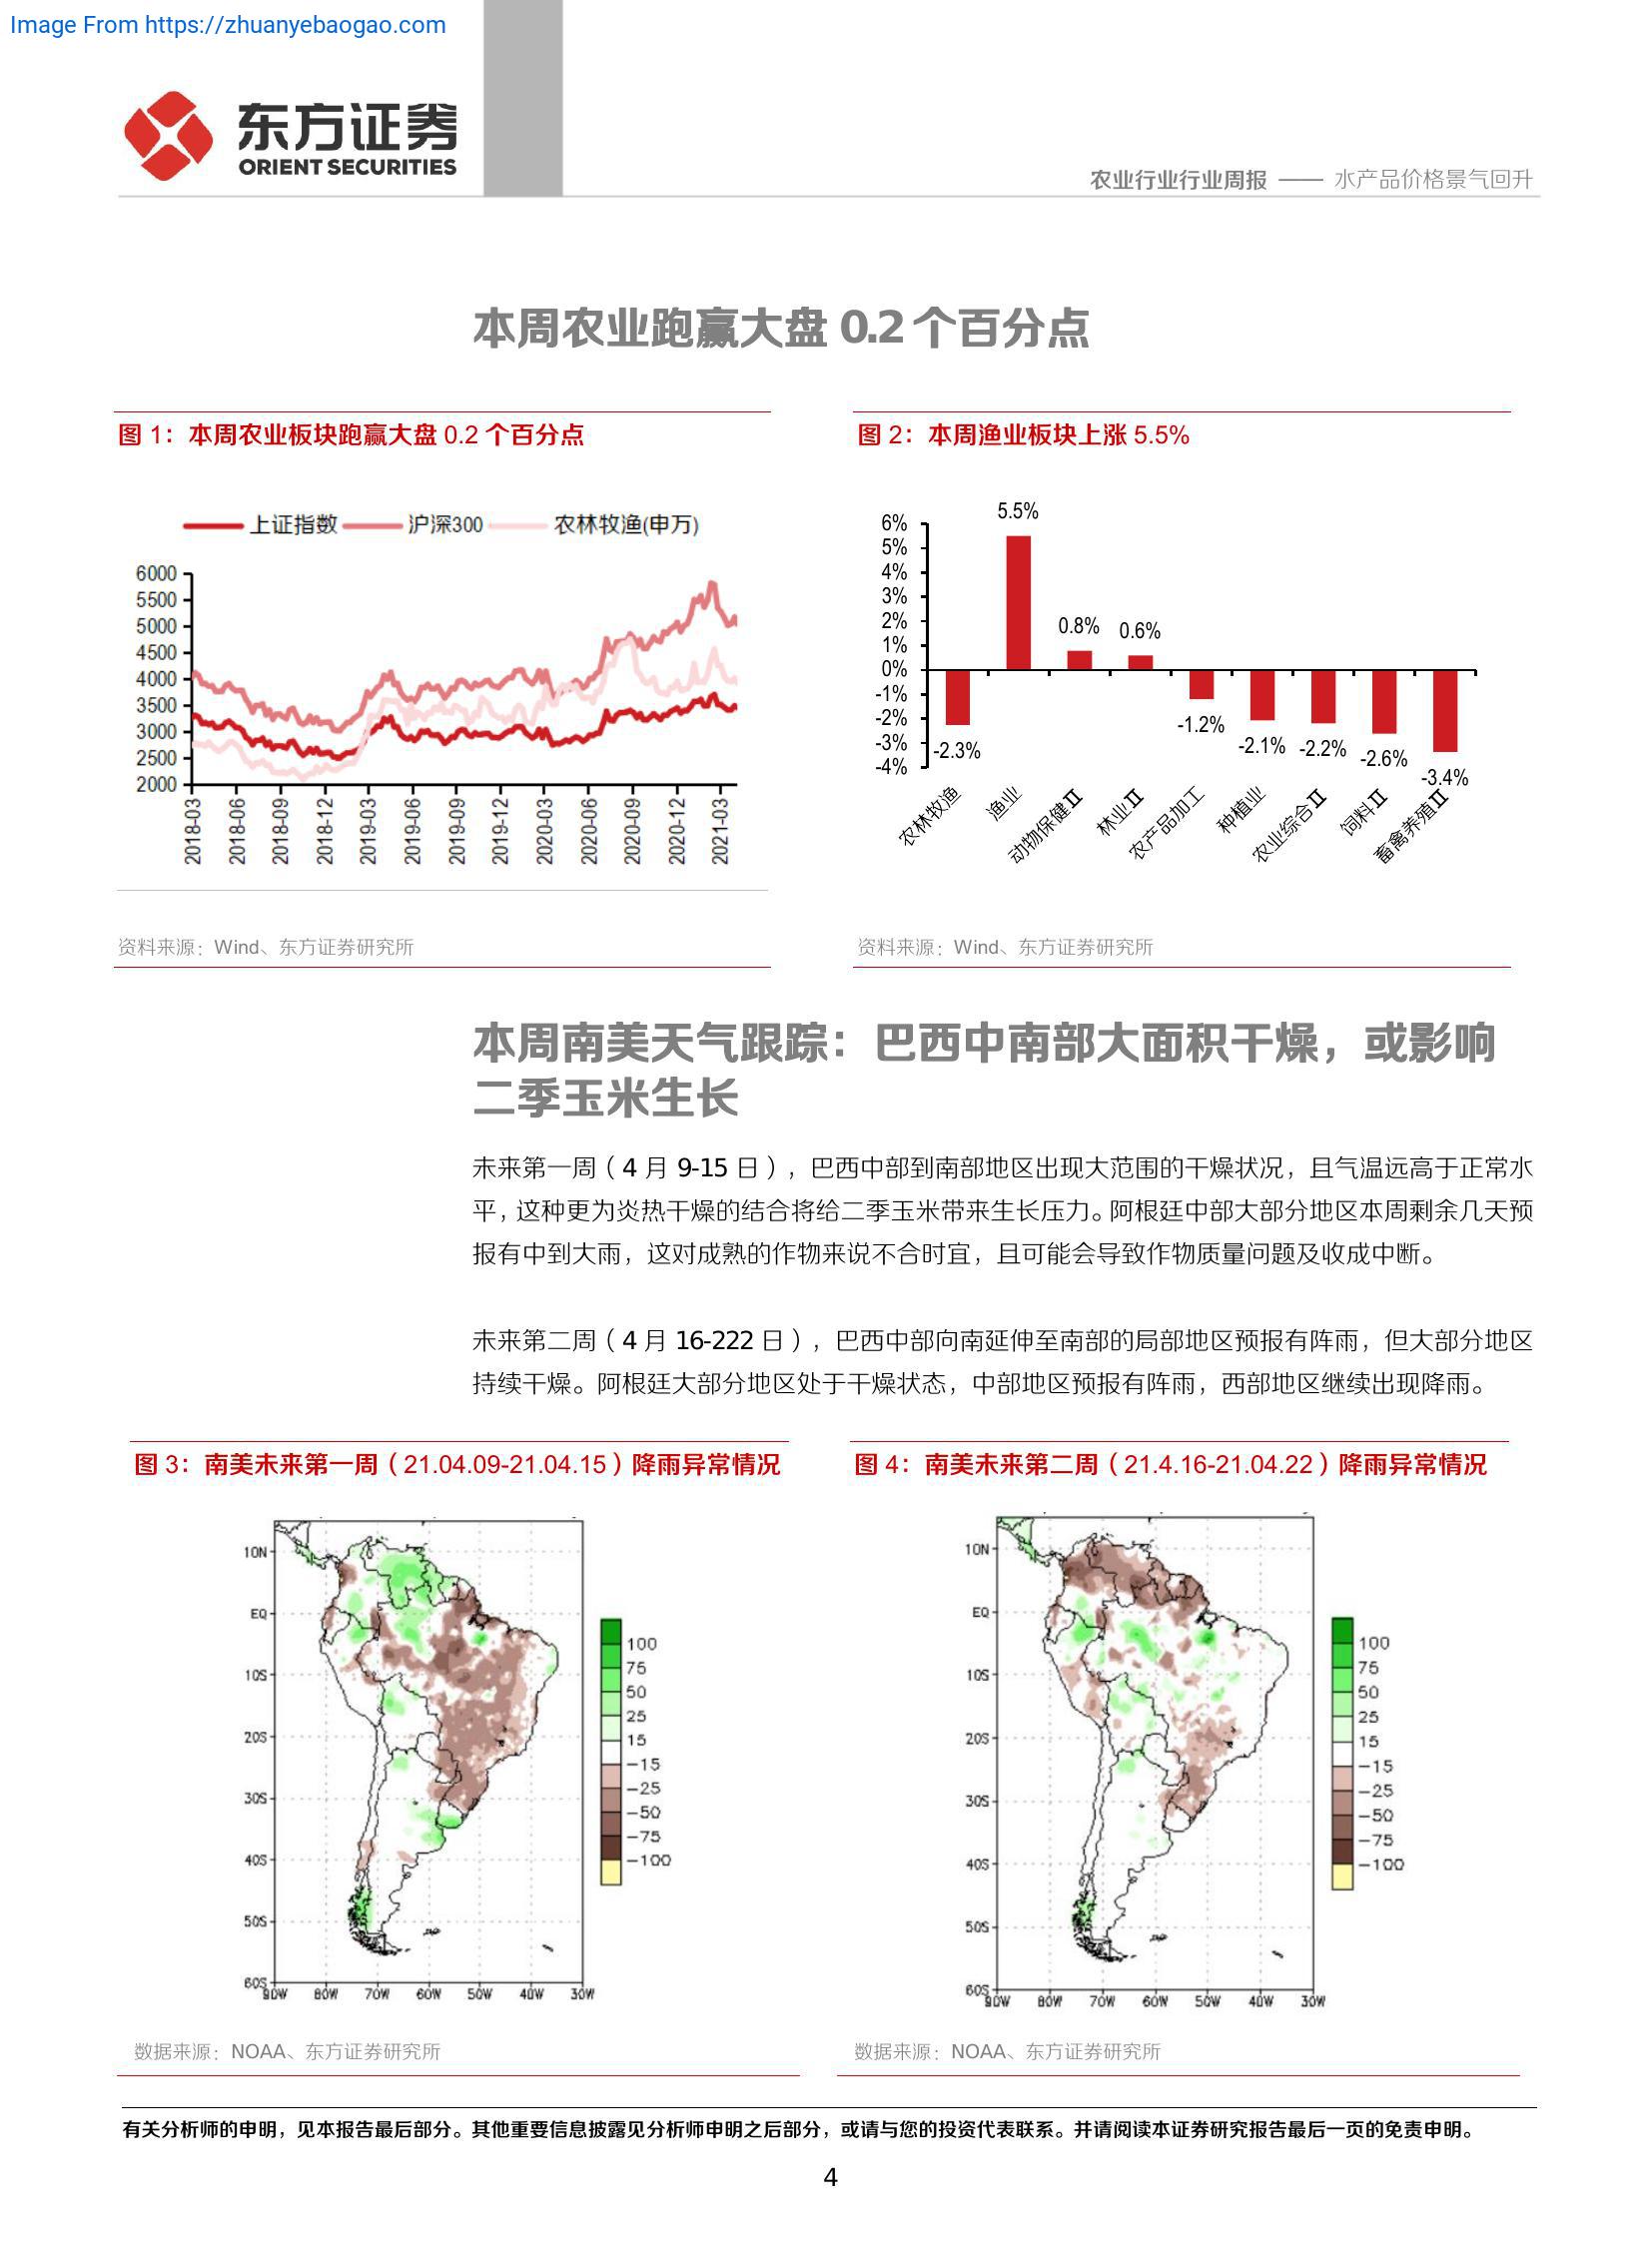 Image From https://zhuanyebaogao.com
东方证券
ORIENT SECURITIES
农业行业行业周报 —— 水产品价格景气回升
本周农业跑赢大盘 0.2 个百分点
图 1：本周农业板块跑赢大盘 0.2 个百分点
上证指数 沪深300 农林牧渔(申万)
6000
5500
5000
4500
4000
3500
3000
2500
2000
2018-03 2018-06 2018-09 2018-12 2019-03 2019-06 2019-09 2019-12 2020-03 2020-06 2020-09 2020-12 2021-03
资料来源：Wind、东方证券研究所
图 2：本周渔业板块上涨 5.5%
6%
5%
4%
3%
2%
1%
0%
-1%
-2%
-3%
-4%
-2.3% 5.5% 0.8% 0.6% -1.2% -2.1% -2.2% -2.6% -3.4%
农林牧渔 渔业 动物保健Ⅱ 林业Ⅱ 农产品加工 种植业 农业综合Ⅱ 饲料Ⅱ 畜禽养殖Ⅱ
资料来源：Wind、东方证券研究所
本周南美天气跟踪：巴西中南部大面积干燥，或影响
二季玉米生长
未来第一周（4 月 9-15 日），巴西中部到南部地区出现大范围的干燥状况，且气温远高于正常水
平，这种更为炎热干燥的结合将给二季玉米带来生长压力。阿根廷中部大部分地区本周剩余几天预
报有中到大雨，这对成熟的作物来说不合时宜，且可能会导致作物质量问题及收成中断。
未来第二周（4 月 16-222 日），巴西中部向南延伸至南部的局部地区预报有阵雨，但大部分地区
持续干燥。阿根廷大部分地区处于干燥状态，中部地区预报有阵雨，西部地区继续出现降雨。
图 3：南美未来第一周（21.04.09-21.04.15）降雨异常情况
10N
EQ
10S
20S
30S
40S
50S
60S
90W 80W 70W 60W 50W 40W 30W
100
75
50
25
15
-15
-25
-50
-75
-100
数据来源：NOAA、东方证券研究所
图 4：南美未来第二周（21.4.16-21.04.22）降雨异常情况
10N
EQ
10S
20S
30S
40S
50S
60S
90W 80W 70W 60W 50W 40W 30W
100
75
50
25
15
-15
-25
-50
-75
-100
数据来源：NOAA、东方证券研究所
有关分析师的申明，见本报告最后部分。其他重要信息披露见分析师申明之后部分，或请与您的投资代表联系。并请阅读本证券研究报告最后一页的免责申明。
4